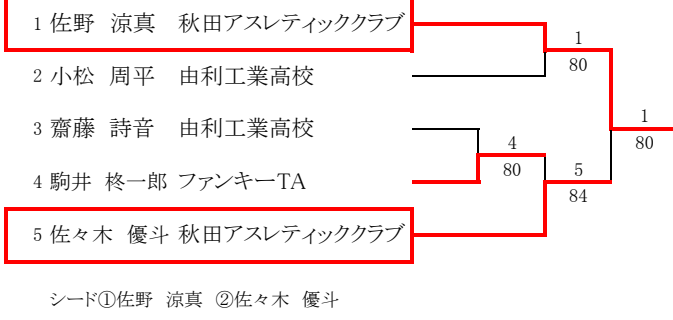 1 佐野 涼真 秋田アスレティッククラブ
1
80
2 小松 周平 由利工業高校
1
80
3 齋藤 詩音 由利工業高校
4
80
4 駒井 柊一郎 ファンキーTA
5
84
5 佐々木 優斗 秋田アスレティッククラブ
シード①佐野 涼真 ②佐々木 優斗